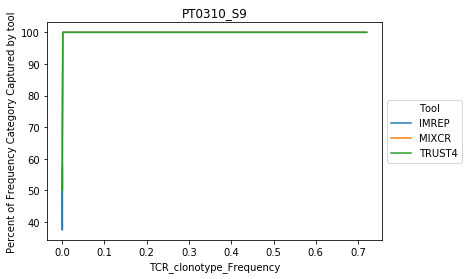 PT0310_S9
Percent of Frequency Category Captured by tool
100
90
80
70
60
50
40
0.0 0.1 0.2 0.3 0.4 0.5 0.6 0.7
TCR_clonotype_Frequency
Tool
IMREP
MIXCR
TRUST4